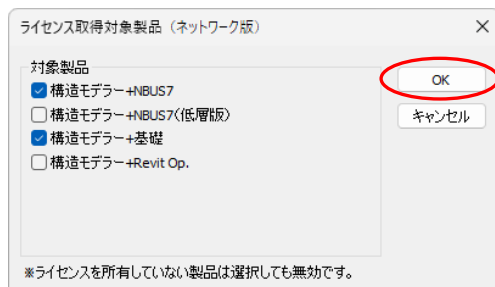 ライセンス取得対象製品（ネットワーク版）
対象製品
構造モデラー+NBUS7
構造モデラー+NBUS7(低層版)
構造モデラー+基礎
構造モデラー+Revit Op.
OK
キャンセル
※ライセンスを所有していない製品は選択しても無効です。